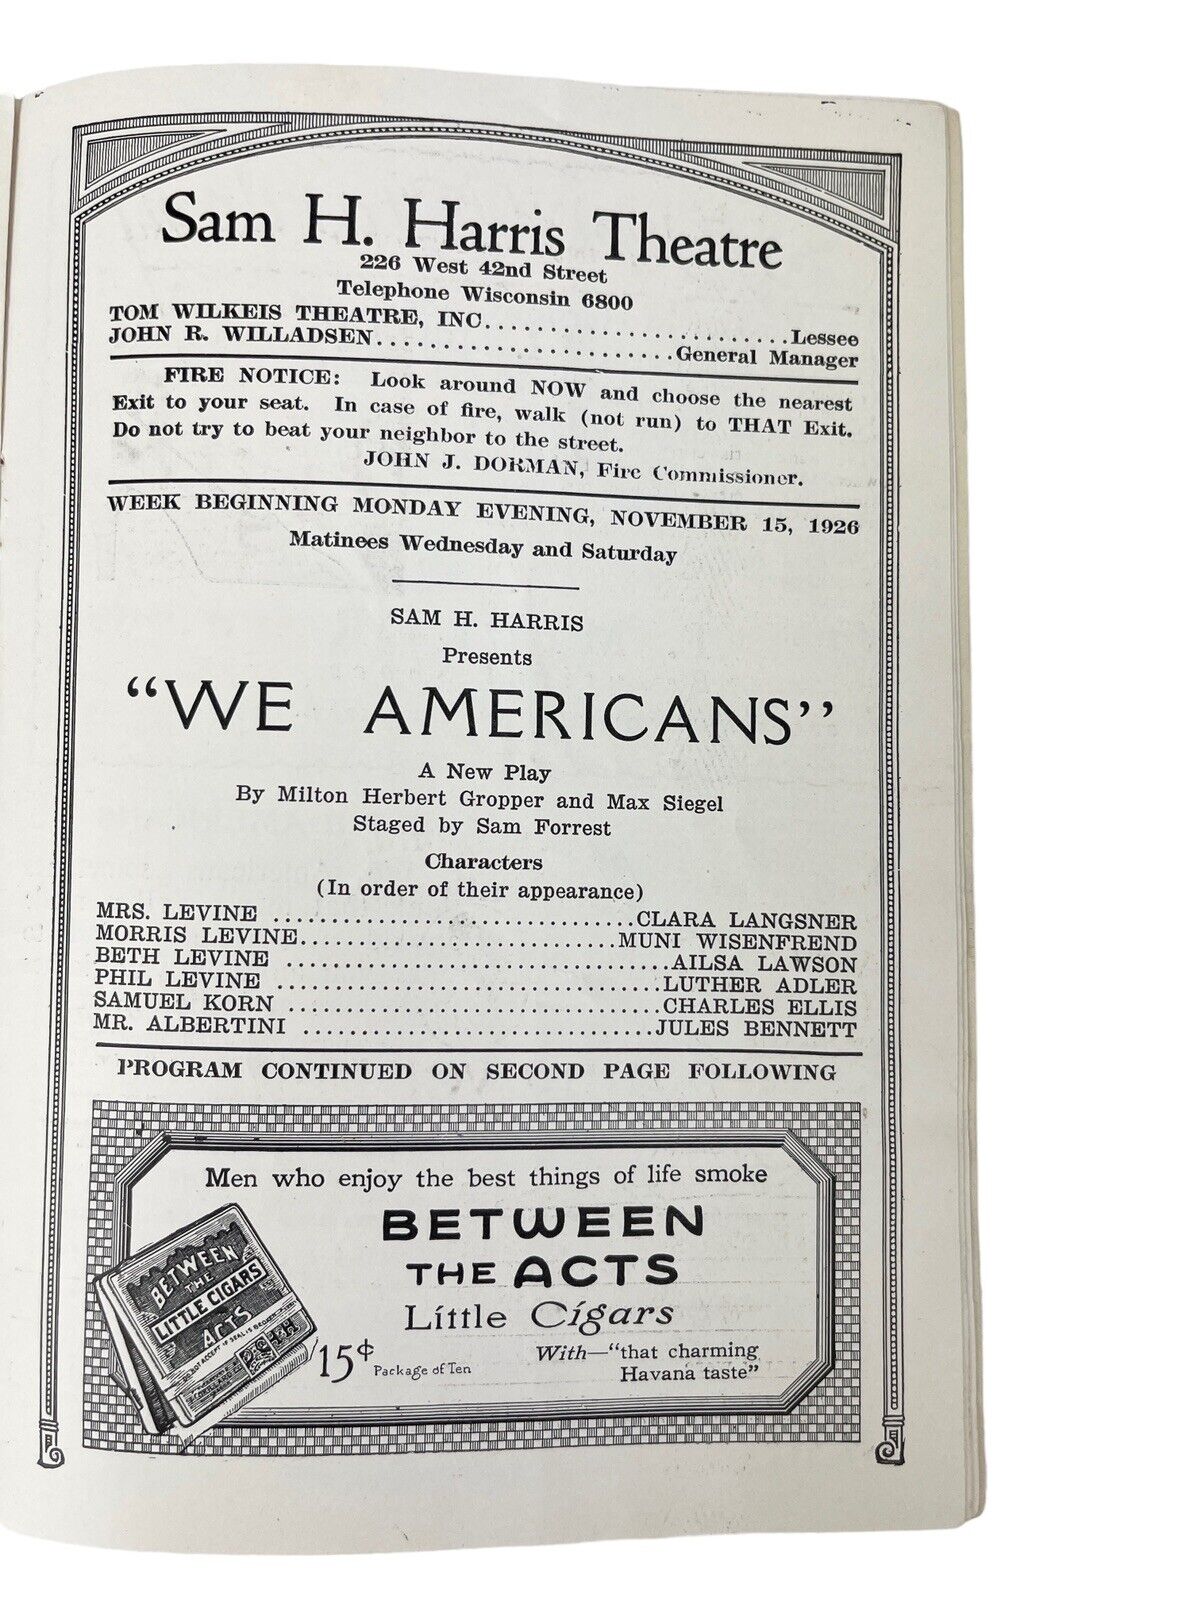 Sam H. Harris Theatre
226 West 42nd Street
Telephone Wisconsin 6800
TOM WILKEIS THEATRE, INC........................Lessee
JOHN R. WILLADSEN.......................General Manager
FIRE NOTICE: Look around NOW and choose the nearest
Exit to your seat. In case of fire, walk (not run) to THAT Exit.
Do not try to beat your neighbor to the street.
JOHN J. DORMAN, Fire Commissioner.
WEEK BEGINNING MONDAY EVENING, NOVEMBER 15, 1926
Matinees Wednesday and Saturday
SAM H. HARRIS
Presents
"WE AMERICANS"
A New Play
By Milton Herbert Gropper and Max Siegel
Staged by Sam Forrest
Characters
(In order of their appearance)
MRS. LEVINE ...............................CLARA LANGSNER
MORRIS LEVINE...........................MUNI WISENFREND
BETH LEVINE .................................AILSA LAWSON
PHIL LEVINE .................................LUTHER ADLER
SAMUEL KORN ................................CHARLES ELLIS
MR. ALBERTINI ..............................JULES BENNETT
PROGRAM CONTINUED ON SECOND PAGE FOLLOWING
Men who enjoy the best things of life smoke
BETWEEN
THE ACTS
Little Cigars
With—"that charming
Havana taste"
15¢ Package of Ten
BETWEEN
THE
LITTLE CIGARS
ACTS
DO NOT ACCEPT IF SEAL IS BROKEN